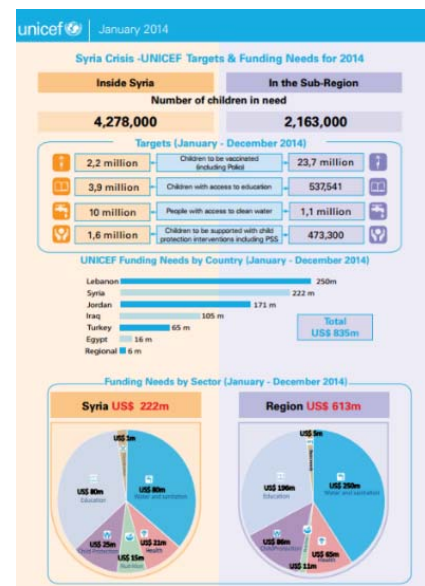 unicef January 2014
Syria Crisis -UNICEF Targets & Funding Needs for 2014
Inside Syria In the Sub-Region
Number of children in need
4,278,000 2,163,000
Targets (January - December 2014)
2,2 million Children to be vaccinated (including Polio) 23,7 million
3,9 million Children with access to education 537,541
10 million People with access to clean water 1,1 million
1,6 million Children to be supported with child protection interventions including PSS 473,300
UNICEF Funding Needs by Country (January - December 2014)
Lebanon 250m
Syria 222 m
Jordan 171 m
Iraq 105 m
Turkey 65 m
Egypt 16 m
Regional 6 m
Total
US$ 835m
Funding Needs by Sector (January - December 2014)
Syria US$ 222m Region US$ 613m
US$ 1m
US$ 80m
Education
US$ 80m
Water and sanitation
US$ 25m
Child Protection
US$ 21m
Health
US$ 15m
Nutrition
US$ 5m
US$ 196m
Education
US$ 250m
Water and sanitation
US$ 86m
Child Protection
US$ 65m
Health
US$ 11m